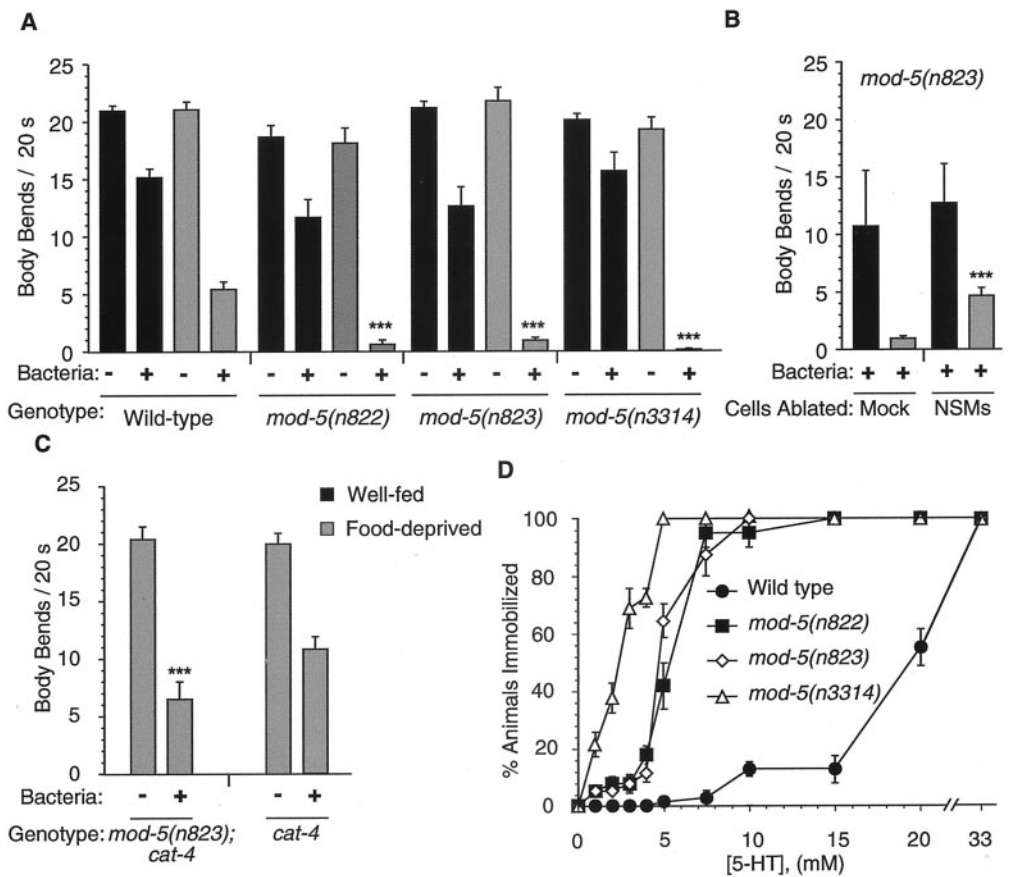 A
Body Bends / 20 s
25
20
15
10
5
0
Bacteria: - + - + - + - + - + - + - + - +
*** *** ***
Genotype: Wild-type mod-5(n822) mod-5(n823) mod-5(n3314)
B
mod-5(n823)
Body Bends / 20 s
25
20
15
10
5
0
***
Bacteria: + + + +
Cells Ablated: Mock NSMs
C
Body Bends / 20 s
25
20
15
10
5
0
Well-fed
Food-deprived
***
Bacteria: - + - +
Genotype: mod-5(n823); cat-4
cat-4
D
% Animals Immobilized
100
80
60
40
20
0
Wild type
mod-5(n822)
mod-5(n823)
mod-5(n3314)
0 5 10 15 20 33
[5-HT], (mM)